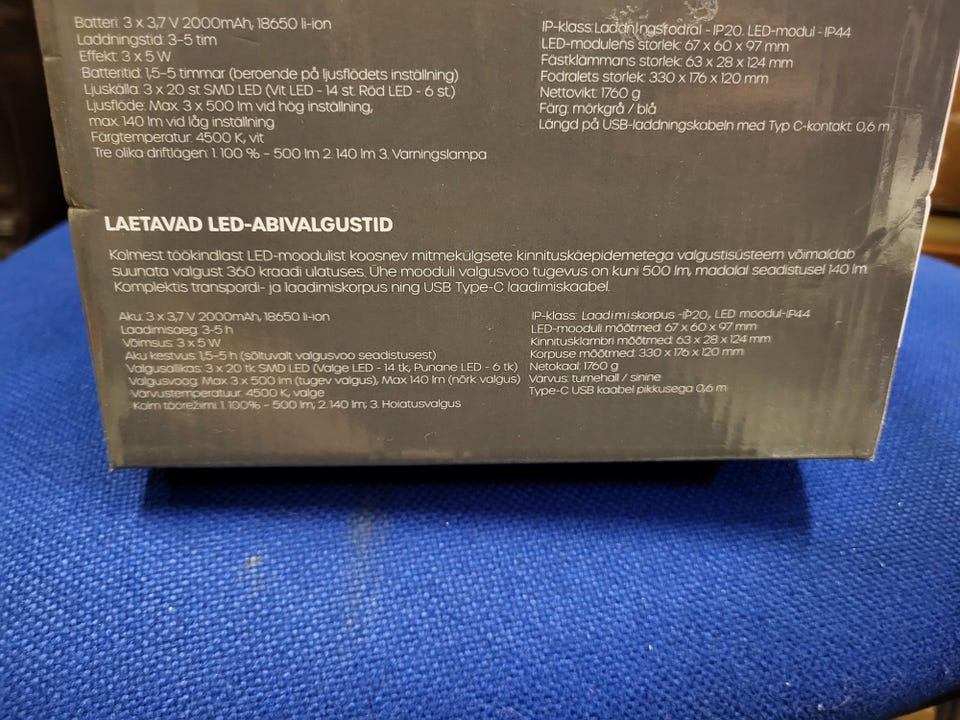 Batteri: 3 x 3,7 V 2000mAh, 18650 li-ion
Laddningstid: 3-5 tim
Effekt: 3 x 5 W
Batteritid: 1,5-5 timmar (beroende på ljusflödets inställning)
Ljuskälla: 3 x 20 st SMD LED (Vit LED - 14 st. Röd LED - 6 st.)
Ljusflöde: Max. 3 x 500 lm vid hög inställning,
max. 140 lm vid låg inställning
Färgtemperatur: 4500 K, vit
Tre olika driftlägen: 1. 100 % - 500 lm 2. 140 lm 3. Varningslampa
IP-klass: Laddningsfodral - IP20. LED-modul - IP44
LED-modulens storlek: 67 x 60 x 97 mm
Fästklämmans storlek: 63 x 28 x 124 mm
Fodralets storlek: 330 x 176 x 120 mm
Nettovikt: 1760 g
Färg: mörkgrå / blå
Längd på USB-laddningskabeln med Typ C-kontakt: 0,6 m
LAETAVAD LED-ABIVALGUSTID
Kolmest töökindlast LED-moodulist koosnev mitmekülgsete kinnituskäepidemetega valgustisüsteem võimaldab
suunata valgust 360 kraadi ulatuses. Ühe mooduli valgusvoo tugevus on kuni 500 lm, madalal seadistusel 140 lm.
Komplektis transpordi- ja laadimiskorpus ning USB Type-C laadimiskaabel.
Aku: 3 x 3,7 V 2000mAh, 18650 li-ion
Laadimisaeg: 3-5 h
Võimsus: 3 x 5 W
Aku kestvus: 1,5-5 h (sõltuvalt valgusvoo seadistusest)
Valgusallikas: 3 x 20 tk SMD LED (Valge LED - 14 tk, Punane LED - 6 tk)
Valgusvoog: Max 3 x 500 lm (tugev valgus), Max 140 lm (nõrk valgus)
Värvustemperatuur: 4500 K, valge
Kolm töörežiimi: 1. 100% - 500 lm; 2. 140 lm; 3. Hoiatusvalgus
IP-klass: Laadimiskorpus -IP20, LED moodul-IP44
LED-mooduli mõõtmed: 67 x 60 x 97 mm
Kinnitusklambri mõõtmed: 63 x 28 x 124 mm
Korpuse mõõtmed: 330 x 176 x 120 mm
Netokaal: 1760 g
Värvus: tumehall / sinine
Type-C USB kaabel pikkusega 0,6 m